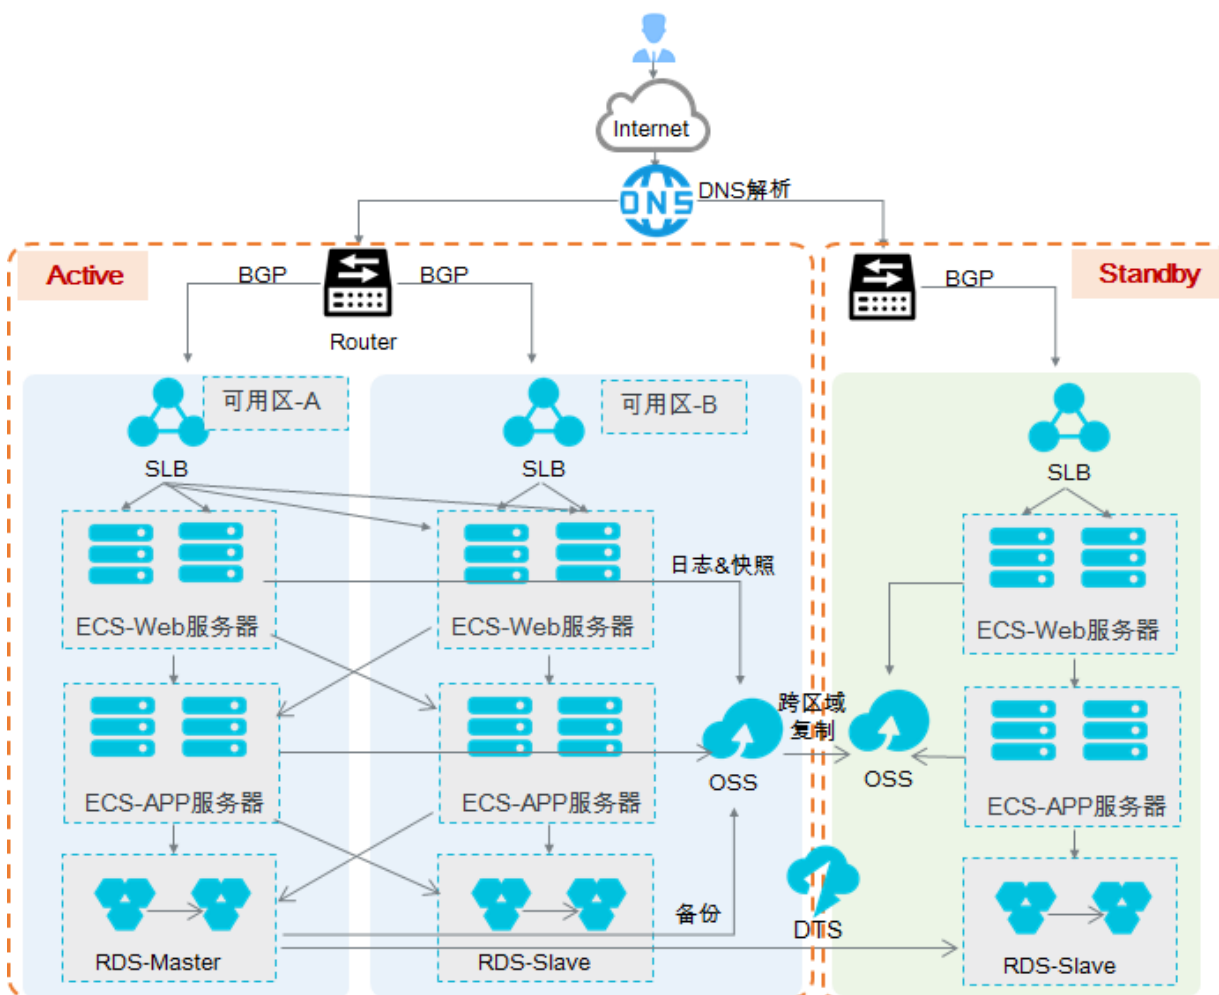 Internet
DNS
DNS解析
Active
BGP
BGP
Router
BGP
Standby
可用区-A
可用区-B
SLB
SLB
SLB
日志&快照
ECS-Web服务器
ECS-Web服务器
ECS-Web服务器
跨区域
复制
OSS
OSS
ECS-APP服务器
ECS-APP服务器
ECS-APP服务器
备份
DTS
RDS-Master
RDS-Slave
RDS-Slave